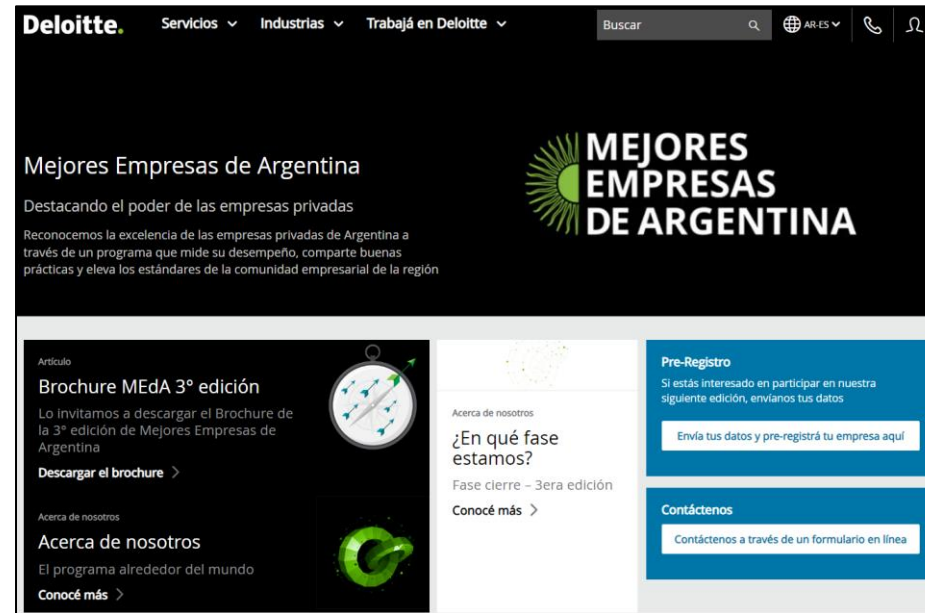 Deloitte.
Servicios
Industrias
Trabajá en Deloitte
Buscar
AR-ES
Mejores Empresas de Argentina
Destacando el poder de las empresas privadas
Reconocemos la excelencia de las empresas privadas de Argentina a
través de un programa que mide su desempeño, comparte buenas
prácticas y eleva los estándares de la comunidad empresarial de la región
MEJORES
EMPRESAS
DE ARGENTINA
Artículo
Brochure MEdA 3° edición
Lo invitamos a descargar el Brochure de
la 3° edición de Mejores Empresas de
Argentina
Descargar el brochure
Acerca de nosotros
Acerca de nosotros
El programa alrededor del mundo
Conocé más
Acerca de nosotros
¿En qué fase
estamos?
Fase cierre – 3era edición
Conocé más
Pre-Registro
Si estás interesado en participar en nuestra
siguiente edición, envíanos tus datos
Envía tus datos y pre-registrá tu empresa aquí
Contáctenos
Contáctenos a través de un formulario en línea